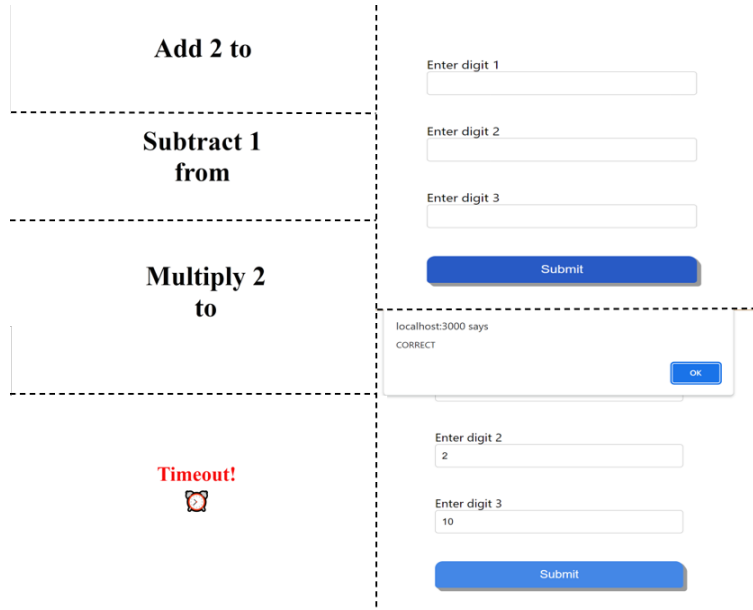 Add 2 to
Subtract 1
from
Multiply 2
to
Timeout!
Enter digit 1
Enter digit 2
Enter digit 3
Submit
localhost:3000 says
CORRECT
OK
Enter digit 2
2
Enter digit 3
10
Submit